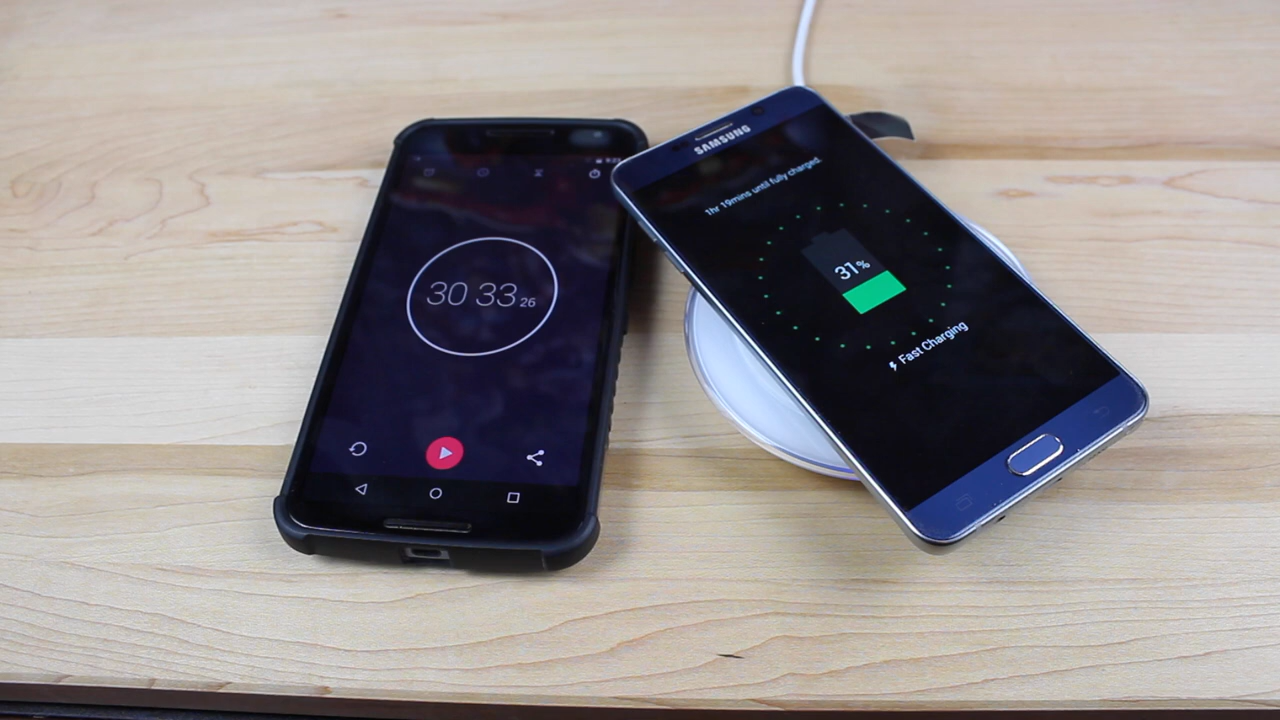 30 33 26
SAMSUNG
1hr 19mins until fully charged.
31%
Fast Charging